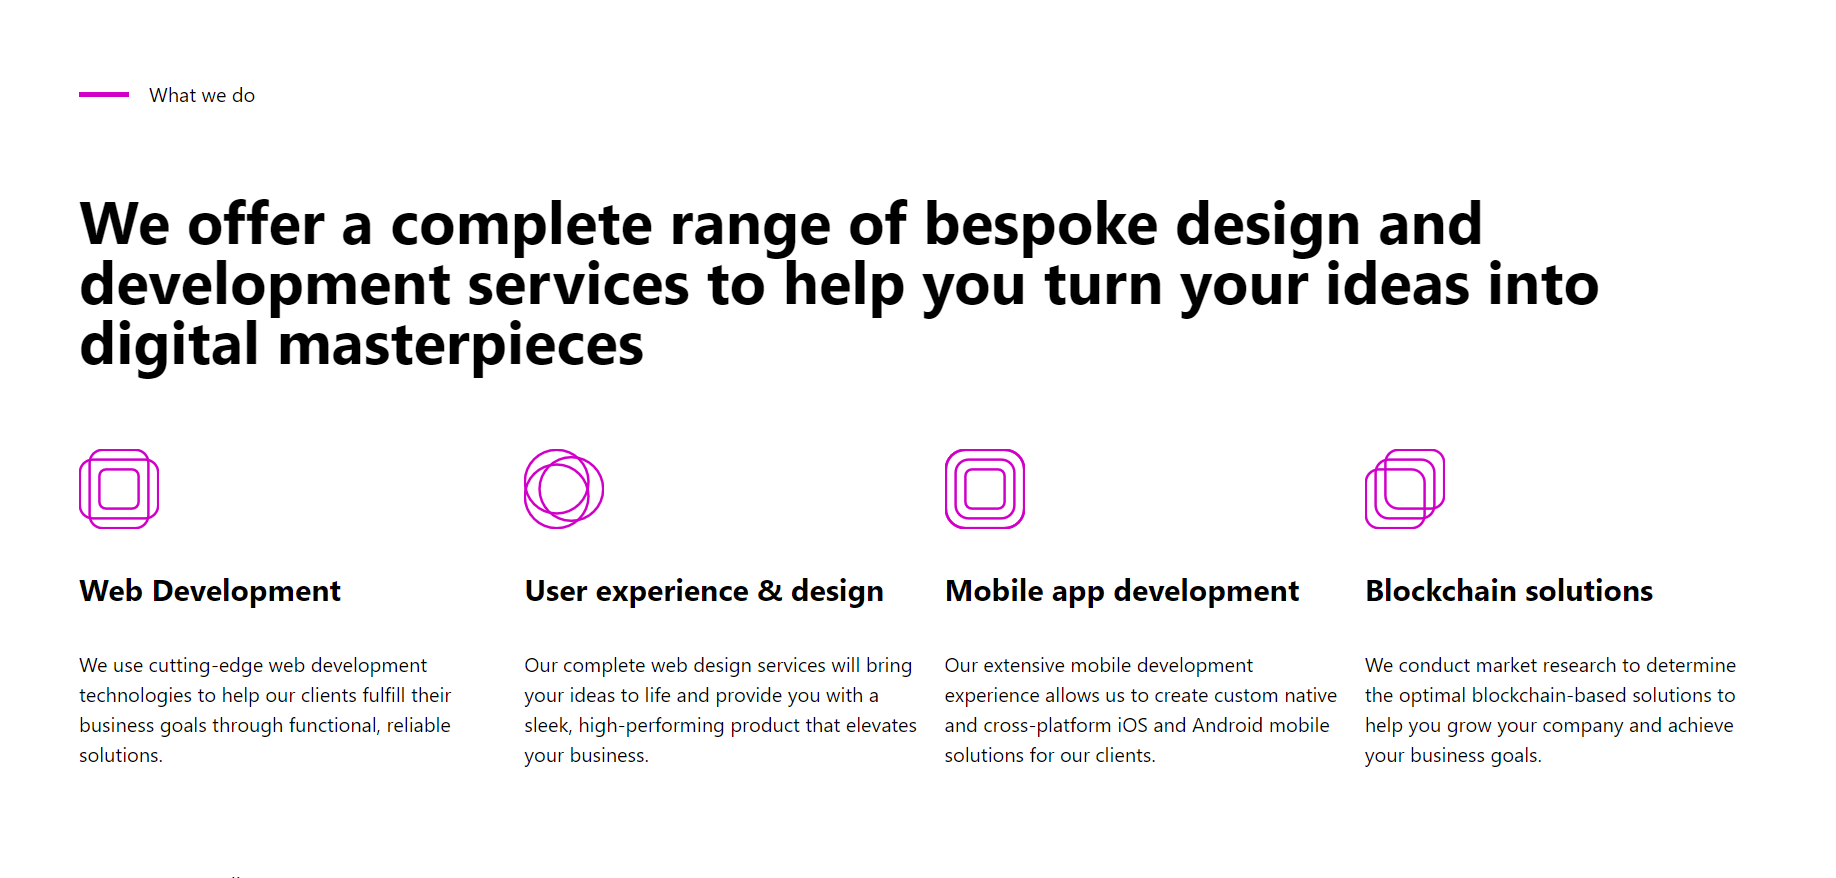 What we do
We offer a complete range of bespoke design and
development services to help you turn your ideas into
digital masterpieces
Web Development
We use cutting-edge web development
technologies to help our clients fulfill their
business goals through functional, reliable
solutions.
User experience & design
Our complete web design services will bring
your ideas to life and provide you with a
sleek, high-performing product that elevates
your business.
Mobile app development
Our extensive mobile development
experience allows us to create custom native
and cross-platform iOS and Android mobile
solutions for our clients.
Blockchain solutions
We conduct market research to determine
the optimal blockchain-based solutions to
help you grow your company and achieve
your business goals.